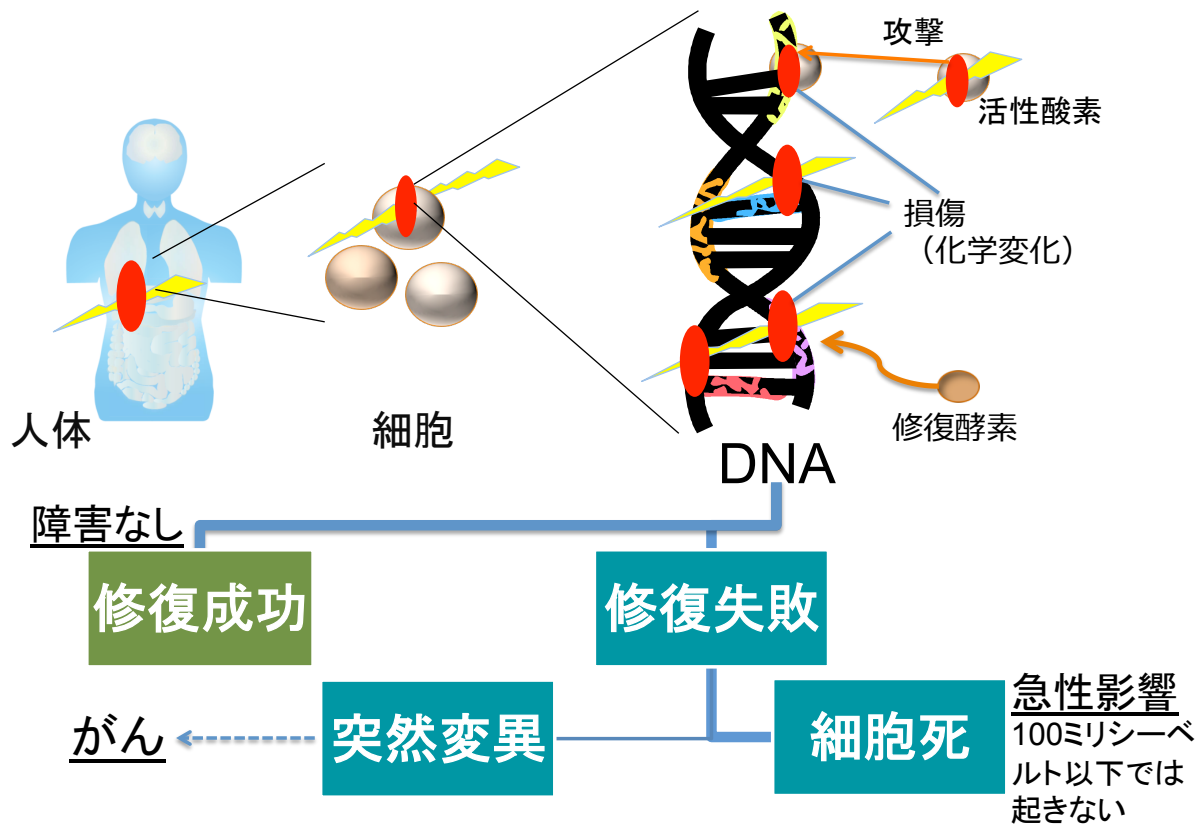 攻撃
活性酸素
損傷
（化学変化）
修復酵素
人体
細胞
DNA
障害なし
修復成功
修復失敗
がん
突然変異
細胞死
急性影響
100ミリシーベ
ルト以下では
起きない